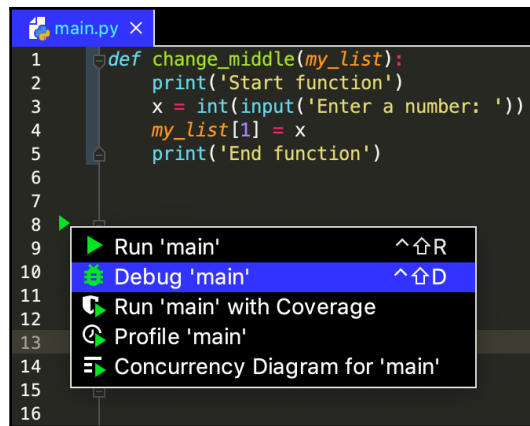 main.py ×
1 def change_middle(my_list):
2 print('Start function')
3 x = int(input('Enter a number: '))
4 my_list[1] = x
5 print('End function')
6
7
8
9 Run 'main' ^⇧R
10 Debug 'main' ^⇧D
11 Run 'main' with Coverage
12
13 Profile 'main'
14 Concurrency Diagram for 'main'
15
16